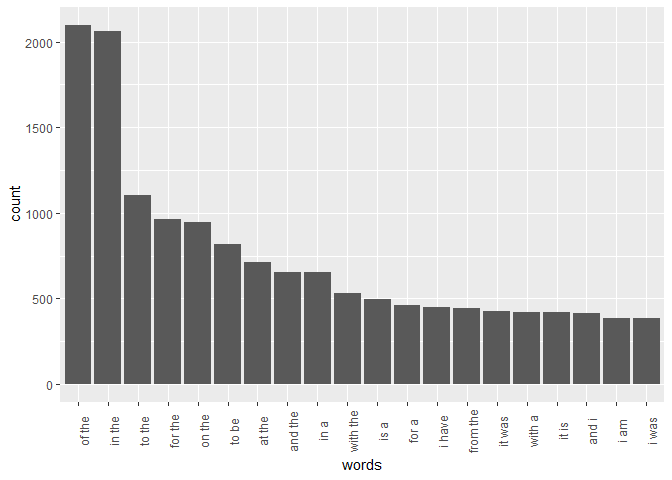 2000
1500
1000
500
0
count
of the
in the
to the
for the
on the
to be
at the
and the
in a
with the
is a
for a
i have
from the
it was
with a
it is
and i
i am
i was
words